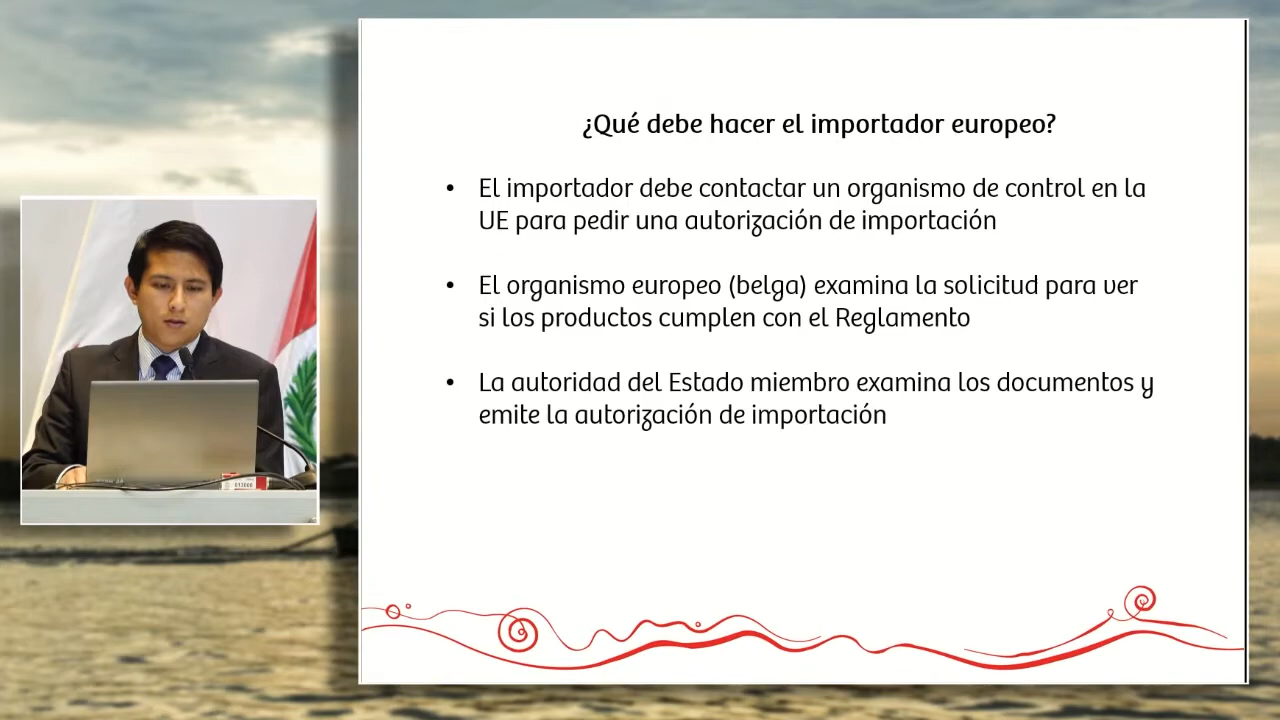 ¿Qué debe hacer el importador europeo?
• El importador debe contactar un organismo de control en la
UE para pedir una autorización de importación
• El organismo europeo (belga) examina la solicitud para ver
si los productos cumplen con el Reglamento
• La autoridad del Estado miembro examina los documentos y
emite la autorización de importación